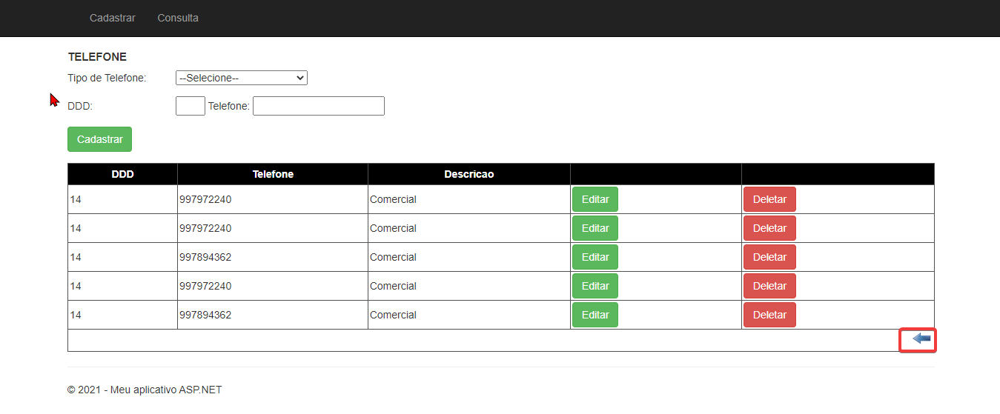 Cadastrar Consulta
TELEFONE
Tipo de Telefone: --Selecione--
DDD: Telefone:
Cadastrar
DDD Telefone Descricao
14 997972240 Comercial Editar Deletar
14 997972240 Comercial Editar Deletar
14 997894362 Comercial Editar Deletar
14 997972240 Comercial Editar Deletar
14 997894362 Comercial Editar Deletar
© 2021 - Meu aplicativo ASP.NET